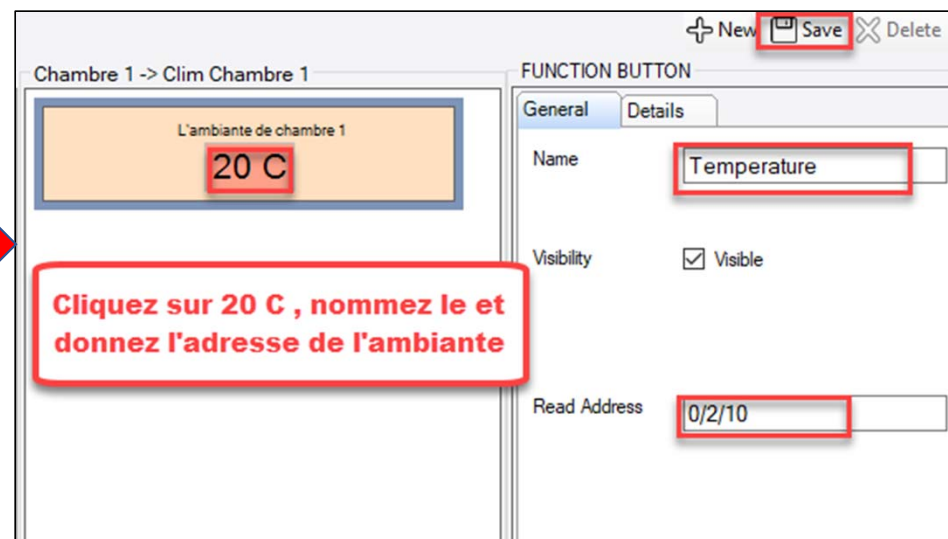 New Save Delete
Chambre 1 -> Clim Chambre 1
L'ambiante de chambre 1
20 C
Cliquez sur 20 C , nommez le et
donnez l'adresse de l'ambiante
FUNCTION BUTTON
General Details
Name Temperature
Visibility Visible
Read Address 0/2/10